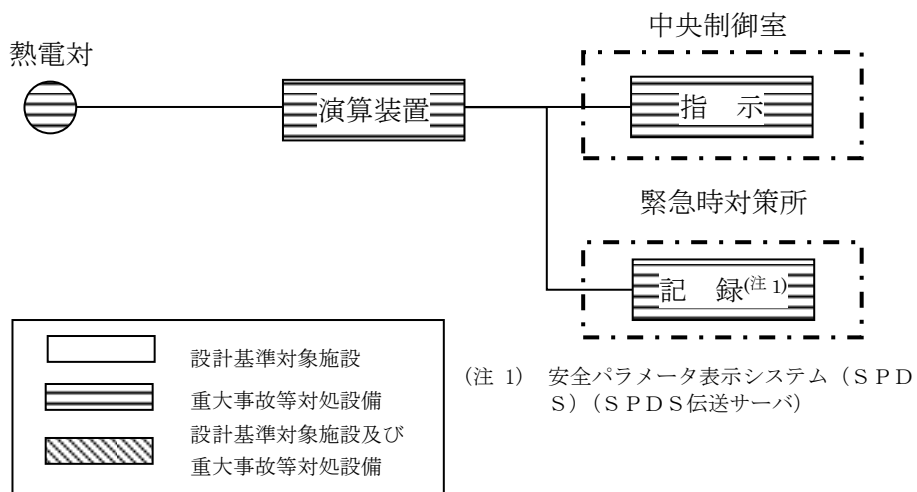 中央制御室
熱電対
演算装置
指　示
緊急時対策所
記　録(注 1)
設計基準対象施設
重大事故等対処設備
設計基準対象施設及び
重大事故等対処設備
(注 1)　安全パラメータ表示システム（ＳＰＤ
Ｓ）（ＳＰＤＳ伝送サーバ）